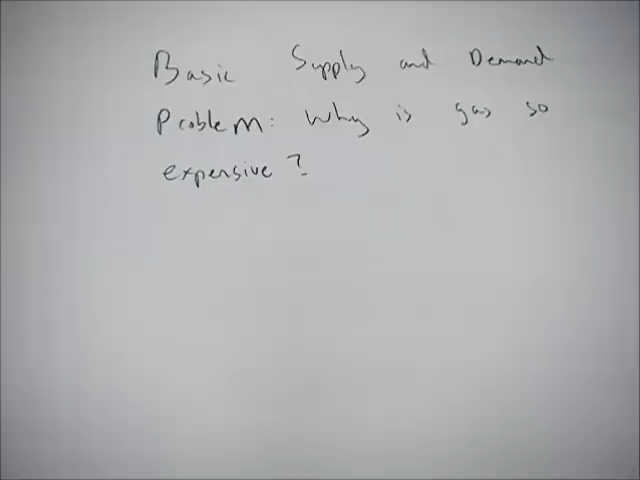 Basic Supply and Demand
Problem: Why is gas so
expensive?